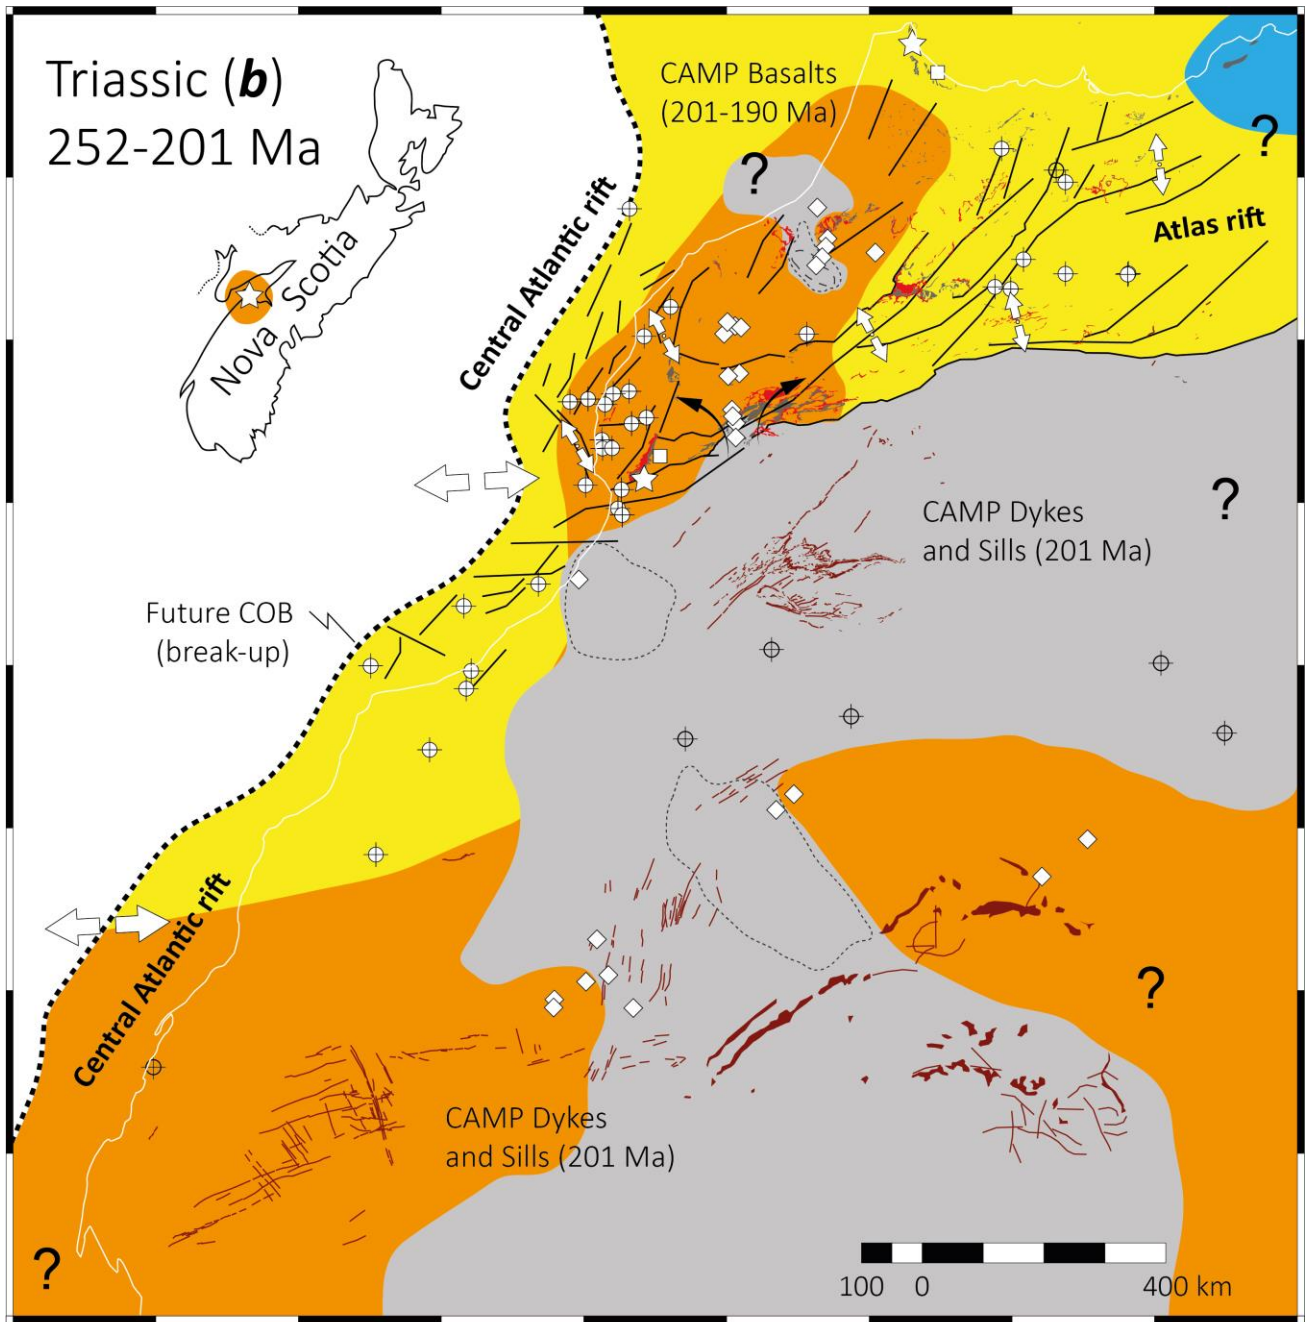 Triassic (b)
252-201 Ma
Nova Scotia
CAMP Basalts
(201-190 Ma)
?
?
Atlas rift
Central Atlantic rift
CAMP Dykes
and Sills (201 Ma)
?
Future COB
(break-up)
Central Atlantic rift
?
CAMP Dykes
and Sills (201 Ma)
?
100 0 400 km